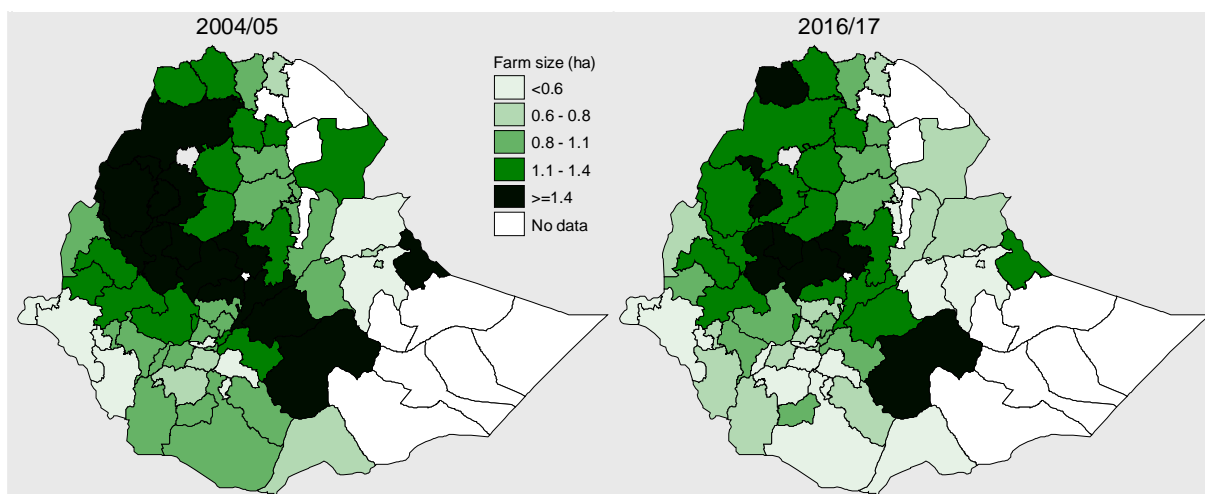 2004/05
Farm size (ha)
<0.6
0.6 - 0.8
0.8 - 1.1
1.1 - 1.4
>=1.4
No data
2016/17